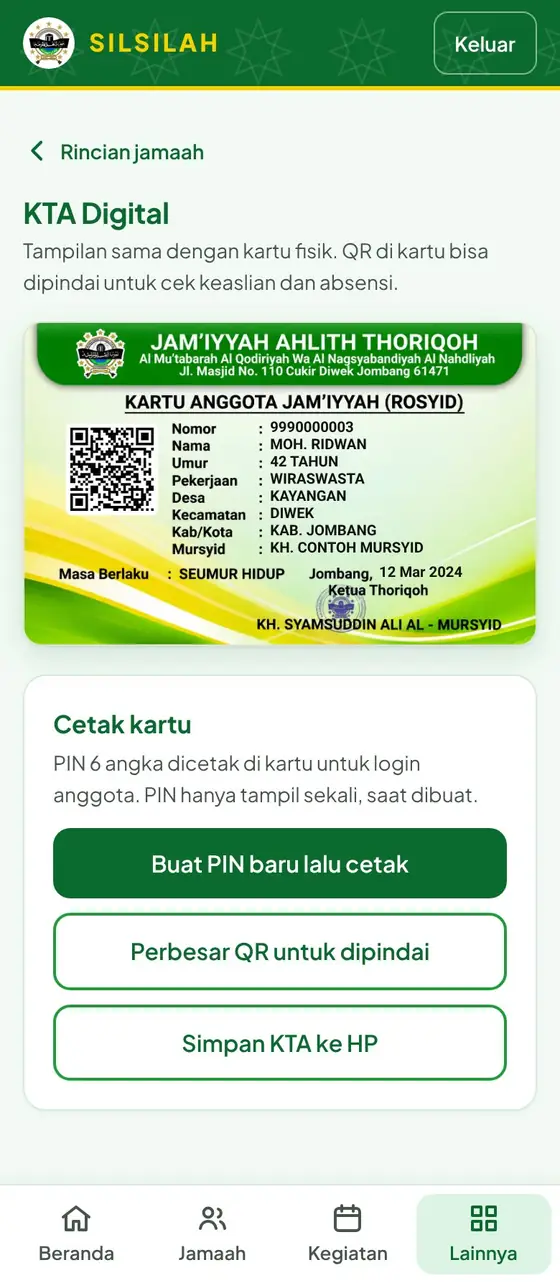 SILSILAH
Keluar
Rincian jamaah
KTA Digital
Tampilan sama dengan kartu fisik. QR di kartu bisa
dipindai untuk cek keaslian dan absensi.
JAM'IYYAH AHLITH THORIQOH
Al Mu'tabarah Al Qodiriyah Wa Al Naqsyabandiyah Al Nahdliyah
Jl. Masjid No. 110 Cukir Diwek Jombang 61471
KARTU ANGGOTA JAM'IYYAH (ROSYID)
Nomor : 9990000003
Nama : MOH. RIDWAN
Umur : 42 TAHUN
Pekerjaan : WIRASWASTA
Desa : KAYANGAN
Kecamatan : DIWEK
Kab/Kota : KAB. JOMBANG
Mursyid : KH. CONTOH MURSYID
Masa Berlaku : SEUMUR HIDUP Jombang, 12 Mar 2024
Ketua Thoriqoh
KH. SYAMSUDDIN ALI AL - MURSYID
Cetak kartu
PIN 6 angka dicetak di kartu untuk login
anggota. PIN hanya tampil sekali, saat dibuat.
Buat PIN baru lalu cetak
Perbesar QR untuk dipindai
Simpan KTA ke HP
Beranda Jamaah Kegiatan Lainnya